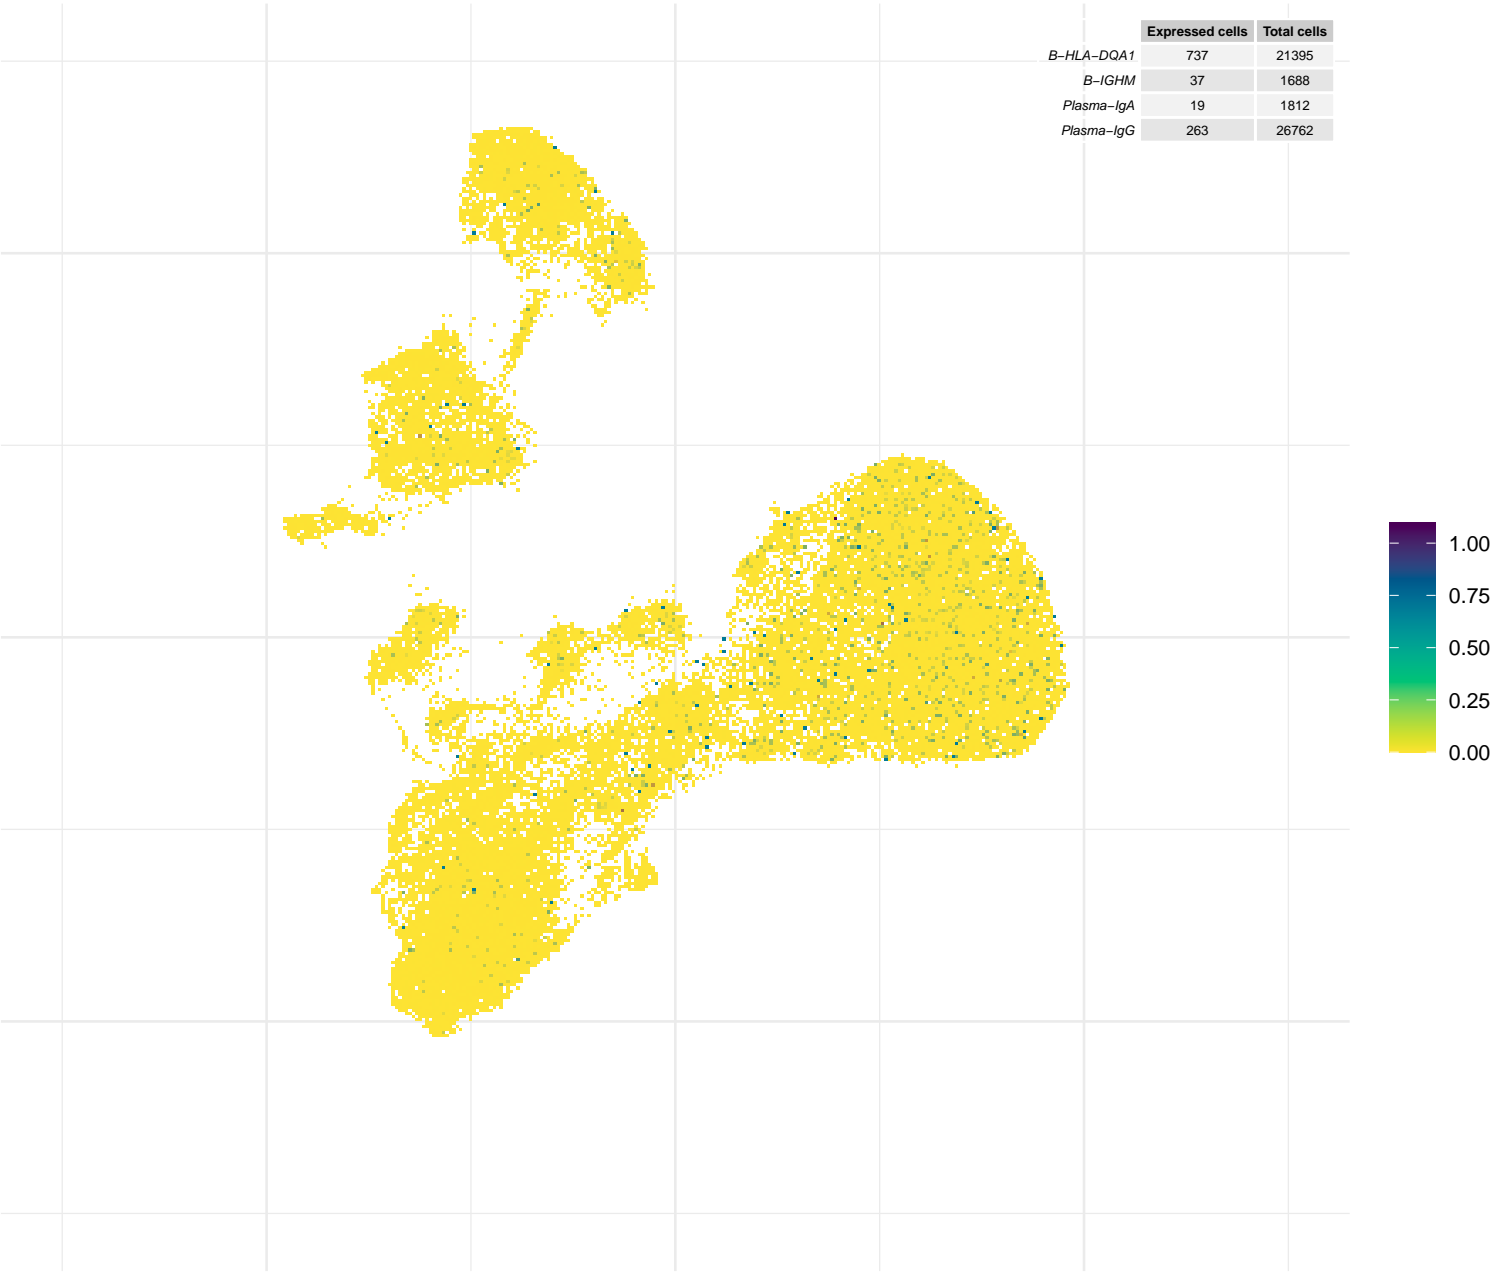 Expressed cells Total cells
B−HLA−DQA1 737 21395
B−IGHM 37 1688
Plasma−IgA 19 1812
Plasma−IgG 263 26762
1.00
0.75
0.50
0.25
0.00